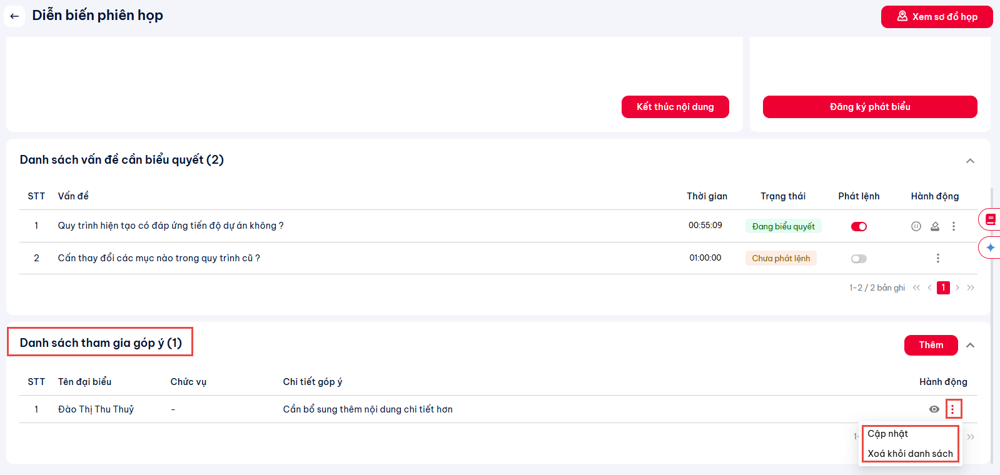 Diễn biến phiên họp
Xem sơ đồ họp
Kết thúc nội dung
Đăng ký phát biểu
Danh sách vấn đề cần biểu quyết (2)
STT Vấn đề Thời gian Trạng thái Phát lệnh Hành động
1 Quy trình hiện tạo có đáp ứng tiến độ dự án không ? 00:55:09 Đang biểu quyết
2 Cấn thay đổi các mục nào trong quy trình cũ ? 01:00:00 Chưa phát lệnh
1-2 / 2 bản ghi 1
Danh sách tham gia góp ý (1)
Thêm
STT Tên đại biểu Chức vụ Chi tiết góp ý Hành động
1 Đào Thị Thu Thuỷ - Cần bổ sung thêm nội dung chi tiết hơn
1-
Cập nhật
Xoá khỏi danh sách